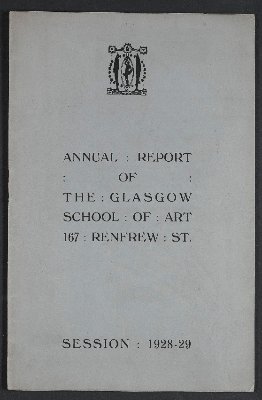 ANNUAL : REPORT
: OF :
THE : GLASGOW
SCHOOL : OF : ART
167 : RENFREW : ST.
SESSION : 1928-29